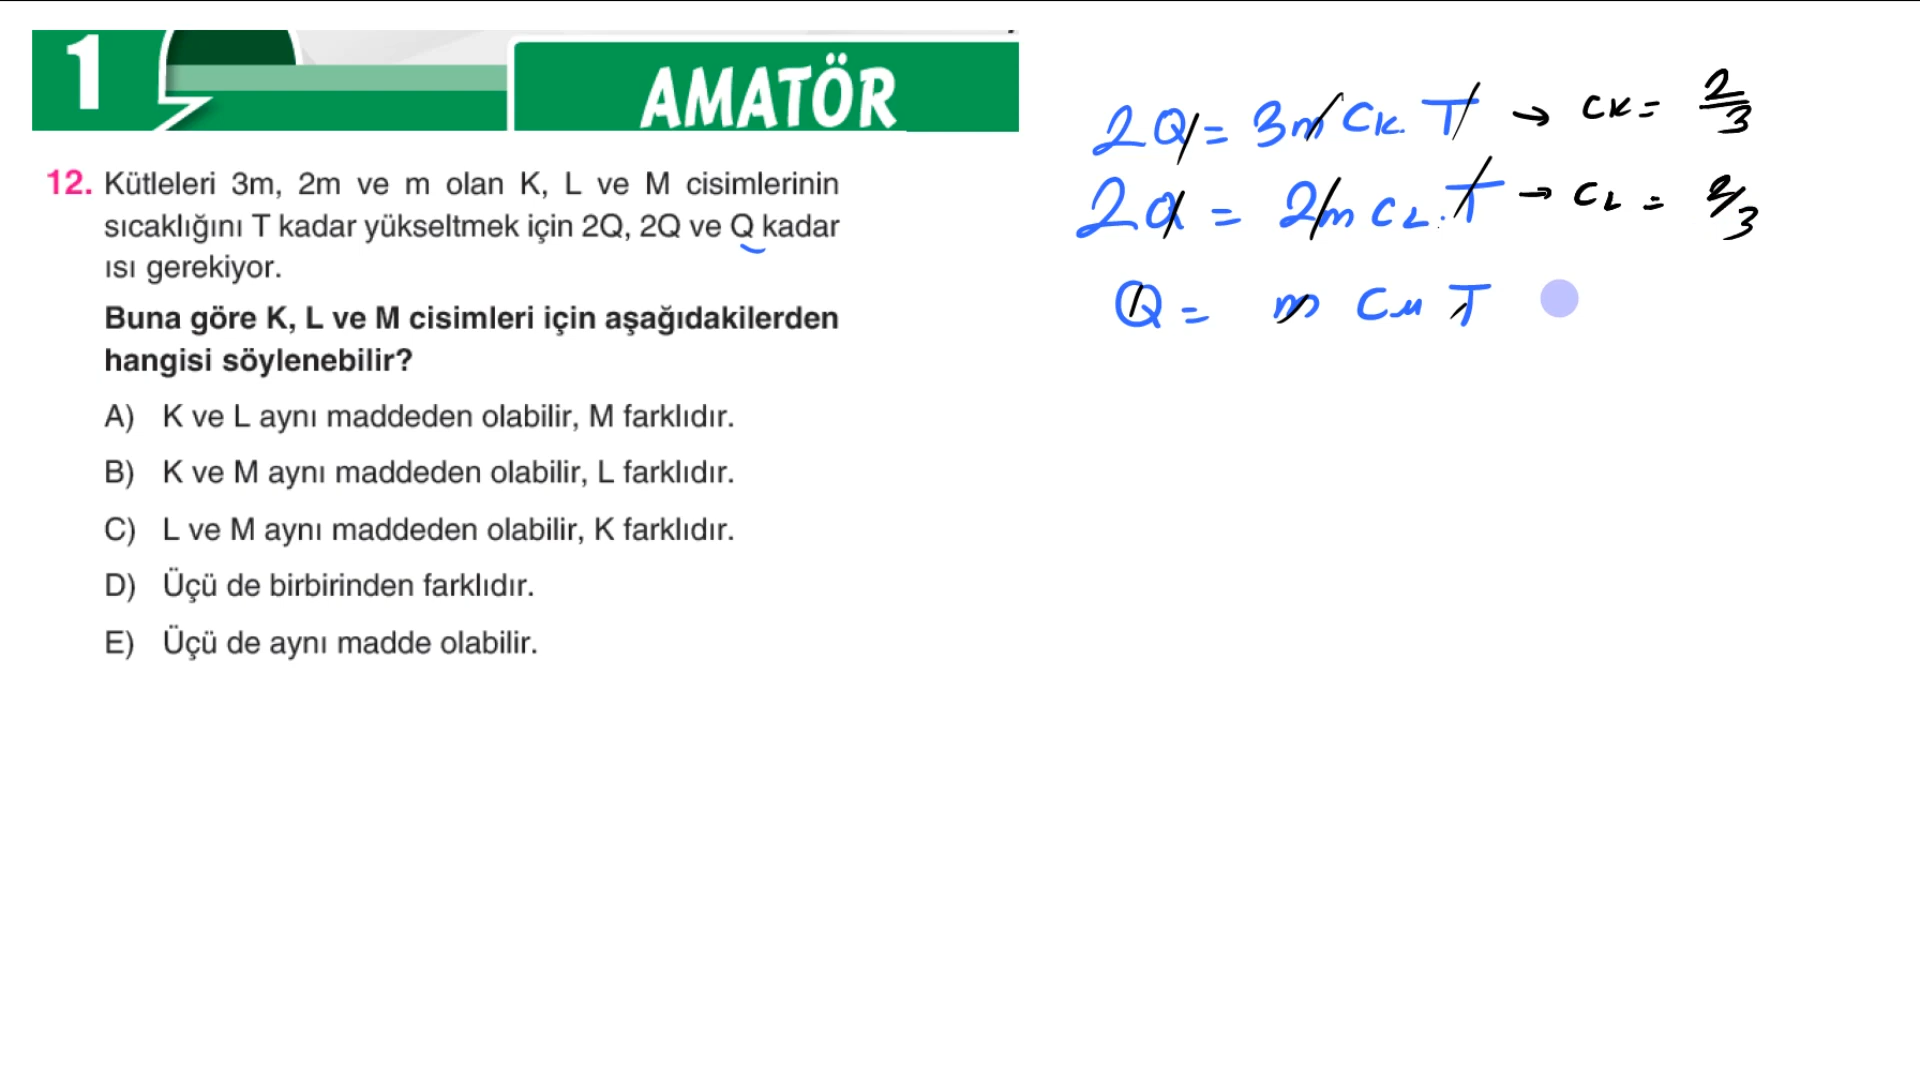 1
AMATÖR
12. Kütleleri 3m, 2m ve m olan K, L ve M cisimlerinin
sıcaklığını T kadar yükseltmek için 2Q, 2Q ve Q kadar
ısı gerekiyor.
Buna göre K, L ve M cisimleri için aşağıdakilerden
hangisi söylenebilir?
A) K ve L aynı maddeden olabilir, M farklıdır.
B) K ve M aynı maddeden olabilir, L farklıdır.
C) L ve M aynı maddeden olabilir, K farklıdır.
D) Üçü de birbirinden farklıdır.
E) Üçü de aynı madde olabilir.
2Q = 3m CK. T → CK = 2/3
2Q = 2m CL. T → CL = 2/3
Q = m CM T